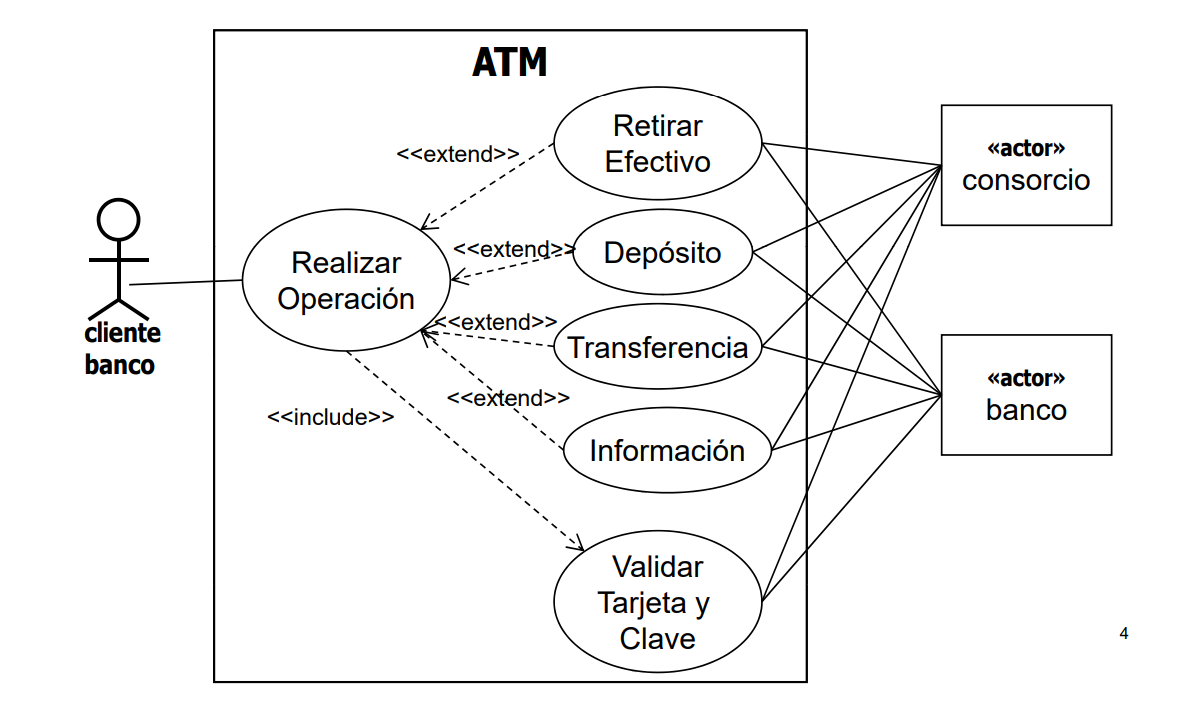 ATM
Retirar
Efectivo
<<extend>>
«actor»
consorcio
Realizar
Operación
<<extend>>
Depósito
cliente
banco
<<extend>>
Transferencia
«actor»
banco
<<extend>>
<<include>>
Información
Validar
Tarjeta y
Clave
4